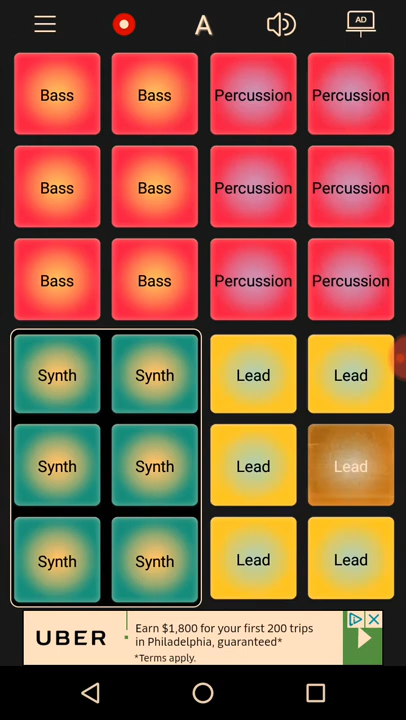 A
AD
Bass Bass Percussion Percussion
Bass Bass Percussion Percussion
Bass Bass Percussion Percussion
Synth Synth Lead Lead
Synth Synth Lead Lead
Synth Synth Lead Lead
UBER
Earn $1,800 for your first 200 trips
in Philadelphia, guaranteed*
*Terms apply.